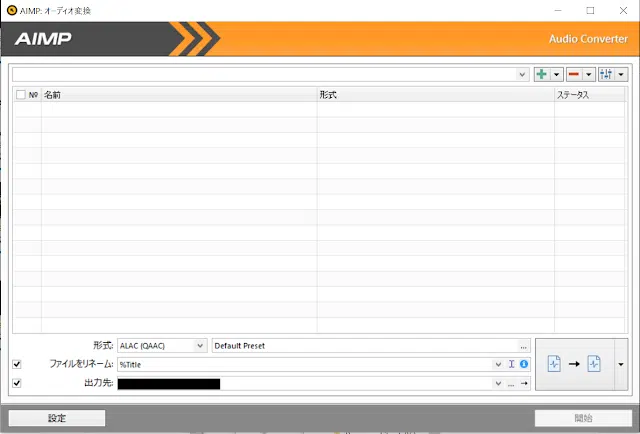 AIMP: オーディオ変換
AIMP
Audio Converter
№ 名前 形式 ステータス
形式: ALAC (QAAC) Default Preset ...
ファイルをリネーム: %Title
出力先: ...
設定 開始